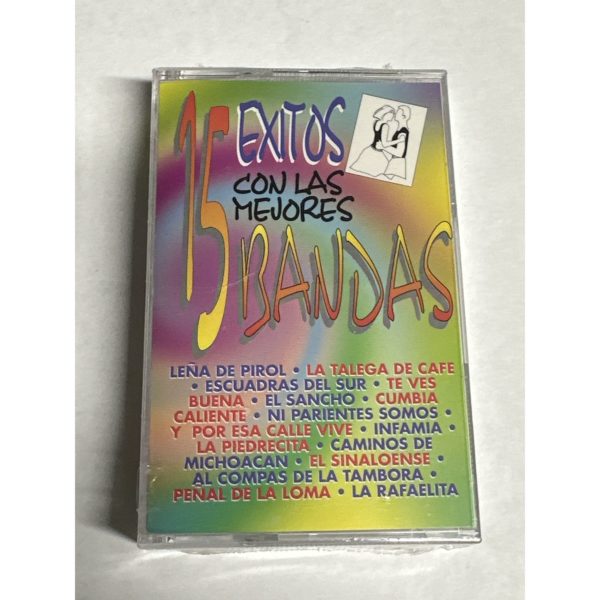 15 EXITOS
CON LAS
MEJORES
BANDAS
LEÑA DE PIROL • LA TALEGA DE CAFE
• ESCUADRAS DEL SUR • TE VES
BUENA • EL SANCHO • CUMBIA
CALIENTE • NI PARIENTES SOMOS •
Y POR ESA CALLE VIVE • INFAMIA •
LA PIEDRECITA • CAMINOS DE
MICHOACAN • EL SINALOENSE •
AL COMPAS DE LA TAMBORA •
PEÑAL DE LA LOMA • LA RAFAELITA